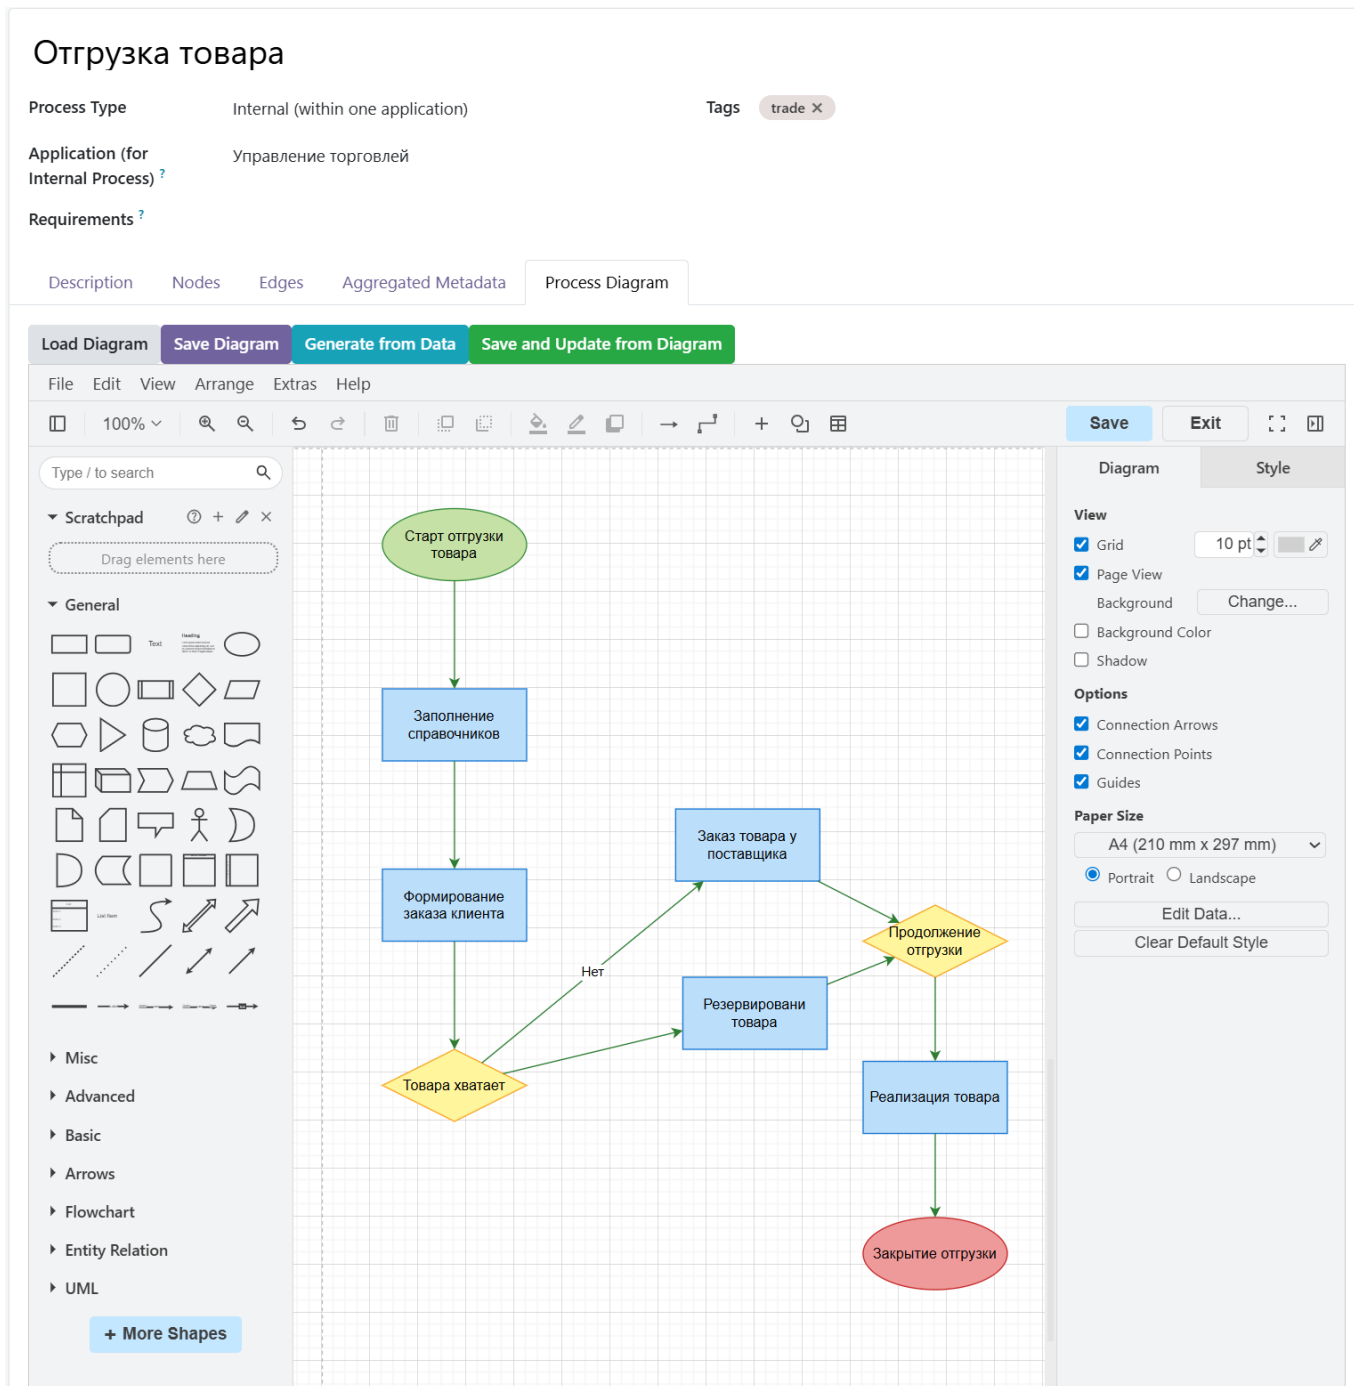 Отгрузка товара
Process Type
Internal (within one application)
Tags
trade ✕
Application (for
Internal Process) ?
Управление торговлей
Requirements ?
Description Nodes Edges Aggregated Metadata Process Diagram
Load Diagram Save Diagram Generate from Data Save and Update from Diagram
File Edit View Arrange Extras Help
100%
Save Exit
Type / to search
Scratchpad
Drag elements here
General
Text
Heading
List Item
Misc
Advanced
Basic
Arrows
Flowchart
Entity Relation
UML
+ More Shapes
Старт отгрузки
товара
Заполнение
справочников
Формирование
заказа клиента
Товара хватает
Нет
Заказ товара у
поставщика
Резервировани
товара
Продолжение
отгрузки
Реализация товара
Закрытие отгрузки
Diagram Style
View
Grid
10 pt
Page View
Background
Change...
Background Color
Shadow
Options
Connection Arrows
Connection Points
Guides
Paper Size
A4 (210 mm x 297 mm)
Portrait Landscape
Edit Data...
Clear Default Style